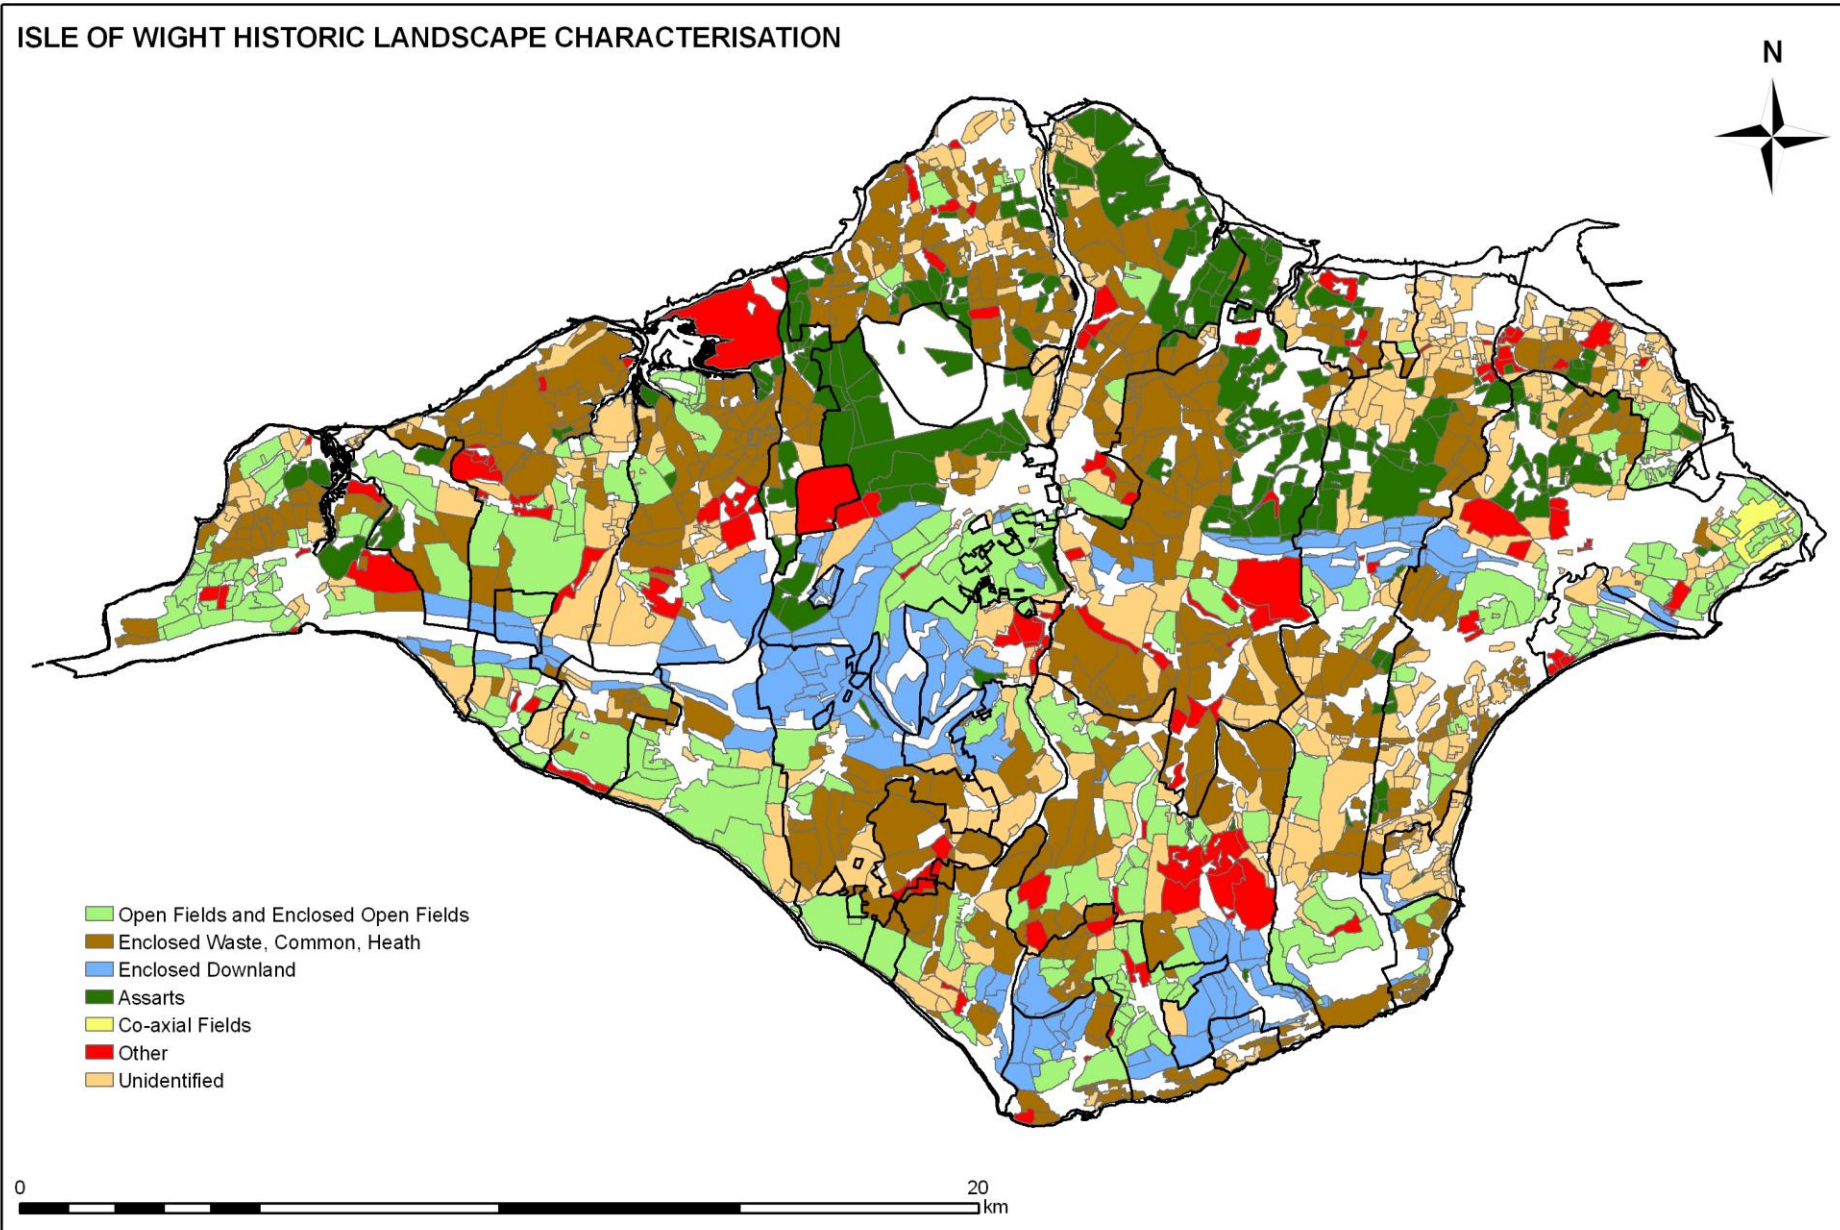 ISLE OF WIGHT HISTORIC LANDSCAPE CHARACTERISATION
N
Open Fields and Enclosed Open Fields
Enclosed Waste, Common, Heath
Enclosed Downland
Assarts
Co-axial Fields
Other
Unidentified
0 20
km